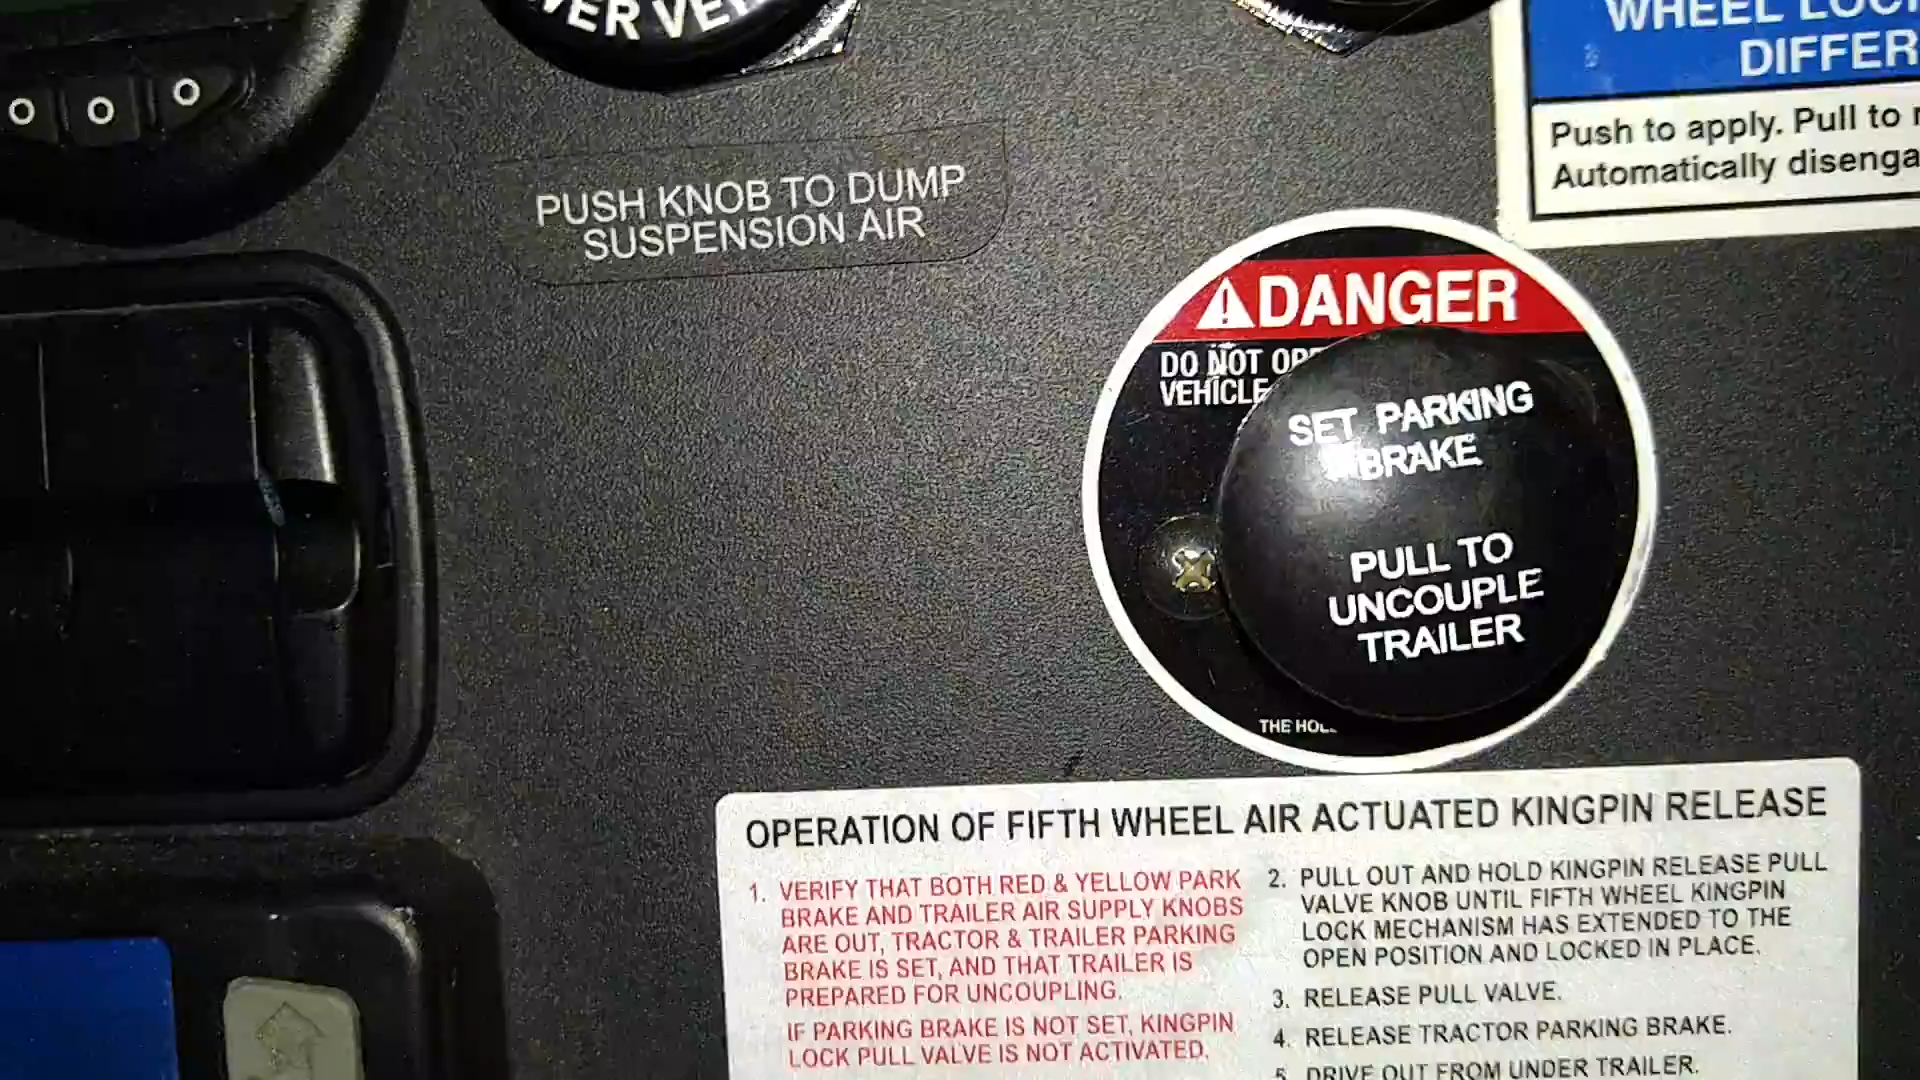 WHEEL
DIFFER
Push to apply. Pull to
Automatically
PUSH KNOB TO DUMP
SUSPENSION AIR
DANGER
DO NOT
VEHICLE
SET PARKING
BRAKE
PULL TO
UNCOUPLE
TRAILER
THE
OPERATION OF FIFTH WHEEL AIR ACTUATED KINGPIN RELEASE
1. VERIFY THAT BOTH RED & YELLOW PARK
BRAKE AND TRAILER AIR SUPPLY KNOBS
ARE OUT, TRACTOR & TRAILER PARKING
BRAKE IS SET, AND THAT TRAILER IS
PREPARED FOR UNCOUPLING.
IF PARKING BRAKE IS NOT SET, KINGPIN
LOCK PULL VALVE IS NOT ACTIVATED.
2. PULL OUT AND HOLD KINGPIN RELEASE PULL
VALVE KNOB UNTIL FIFTH WHEEL KINGPIN
LOCK MECHANISM HAS EXTENDED TO THE
OPEN POSITION AND LOCKED IN PLACE.
3. RELEASE PULL VALVE.
4. RELEASE TRACTOR PARKING BRAKE.
5. DRIVE OUT FROM UNDER TRAILER.